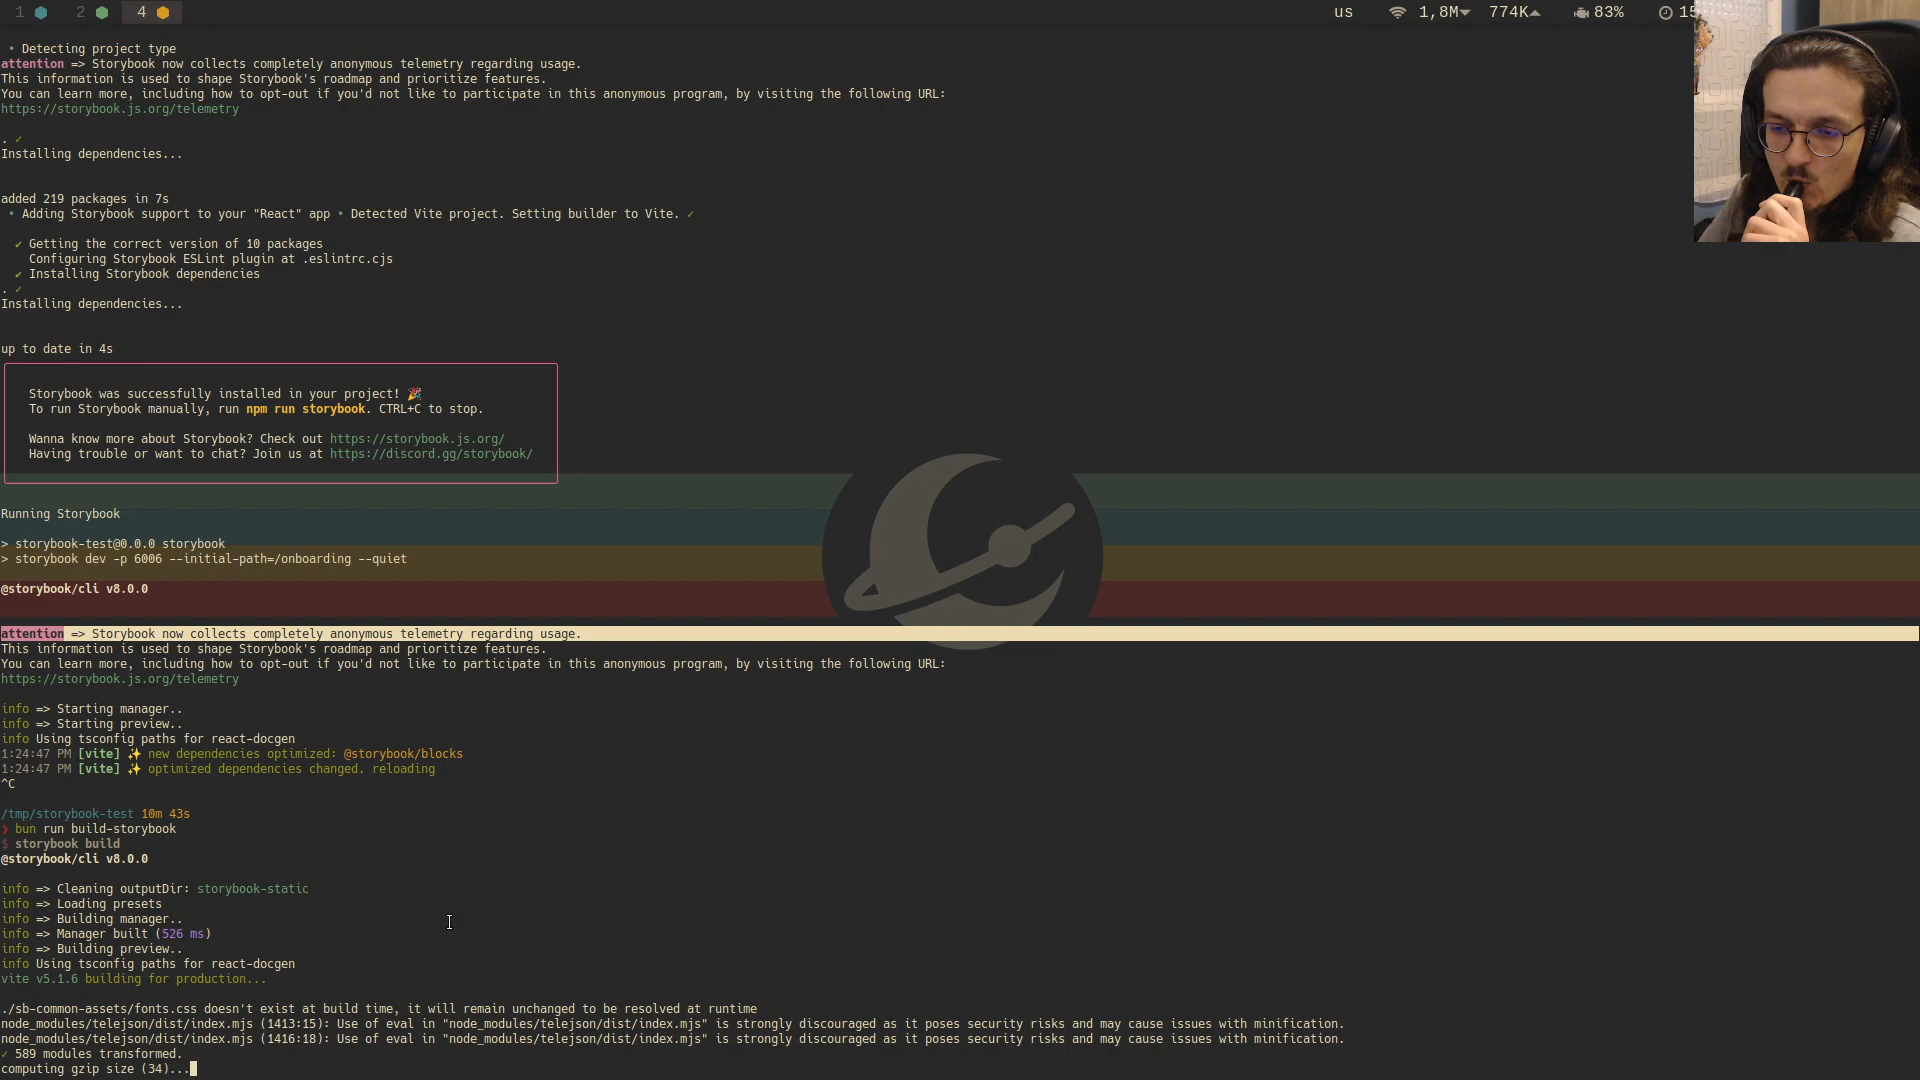 1 2 4 us 1,8M 774K 83% 15
• Detecting project type
attention => Storybook now collects completely anonymous telemetry regarding usage.
This information is used to shape Storybook's roadmap and prioritize features.
You can learn more, including how to opt-out if you'd not like to participate in this anonymous program, by visiting the following URL:
https://storybook.js.org/telemetry
. ✓
Installing dependencies...
added 219 packages in 7s
• Adding Storybook support to your "React" app • Detected Vite project. Setting builder to Vite. ✓
✔ Getting the correct version of 10 packages
Configuring Storybook ESLint plugin at .eslintrc.cjs
✔ Installing Storybook dependencies
. ✓
Installing dependencies...
up to date in 4s
Storybook was successfully installed in your project! 🎉
To run Storybook manually, run npm run storybook. CTRL+C to stop.
Wanna know more about Storybook? Check out https://storybook.js.org/
Having trouble or want to chat? Join us at https://discord.gg/storybook/
Running Storybook
> storybook-test@0.0.0 storybook
> storybook dev -p 6006 --initial-path=/onboarding --quiet
@storybook/cli v8.0.0
attention => Storybook now collects completely anonymous telemetry regarding usage.
This information is used to shape Storybook's roadmap and prioritize features.
You can learn more, including how to opt-out if you'd not like to participate in this anonymous program, by visiting the following URL:
https://storybook.js.org/telemetry
info => Starting manager..
info => Starting preview..
info Using tsconfig paths for react-docgen
1:24:47 PM [vite] ✨ new dependencies optimized: @storybook/blocks
1:24:47 PM [vite] ✨ optimized dependencies changed. reloading
^C
/tmp/storybook-test 10m 43s
❯ bun run build-storybook
$ storybook build
@storybook/cli v8.0.0
info => Cleaning outputDir: storybook-static
info => Loading presets
info => Building manager..
info => Manager built (526 ms)
info => Building preview..
info Using tsconfig paths for react-docgen
vite v5.1.6 building for production...
./sb-common-assets/fonts.css doesn't exist at build time, it will remain unchanged to be resolved at runtime
node_modules/telejson/dist/index.mjs (1413:15): Use of eval in "node_modules/telejson/dist/index.mjs" is strongly discouraged as it poses security risks and may cause issues with minification.
node_modules/telejson/dist/index.mjs (1416:18): Use of eval in "node_modules/telejson/dist/index.mjs" is strongly discouraged as it poses security risks and may cause issues with minification.
✓ 589 modules transformed.
computing gzip size (34)...